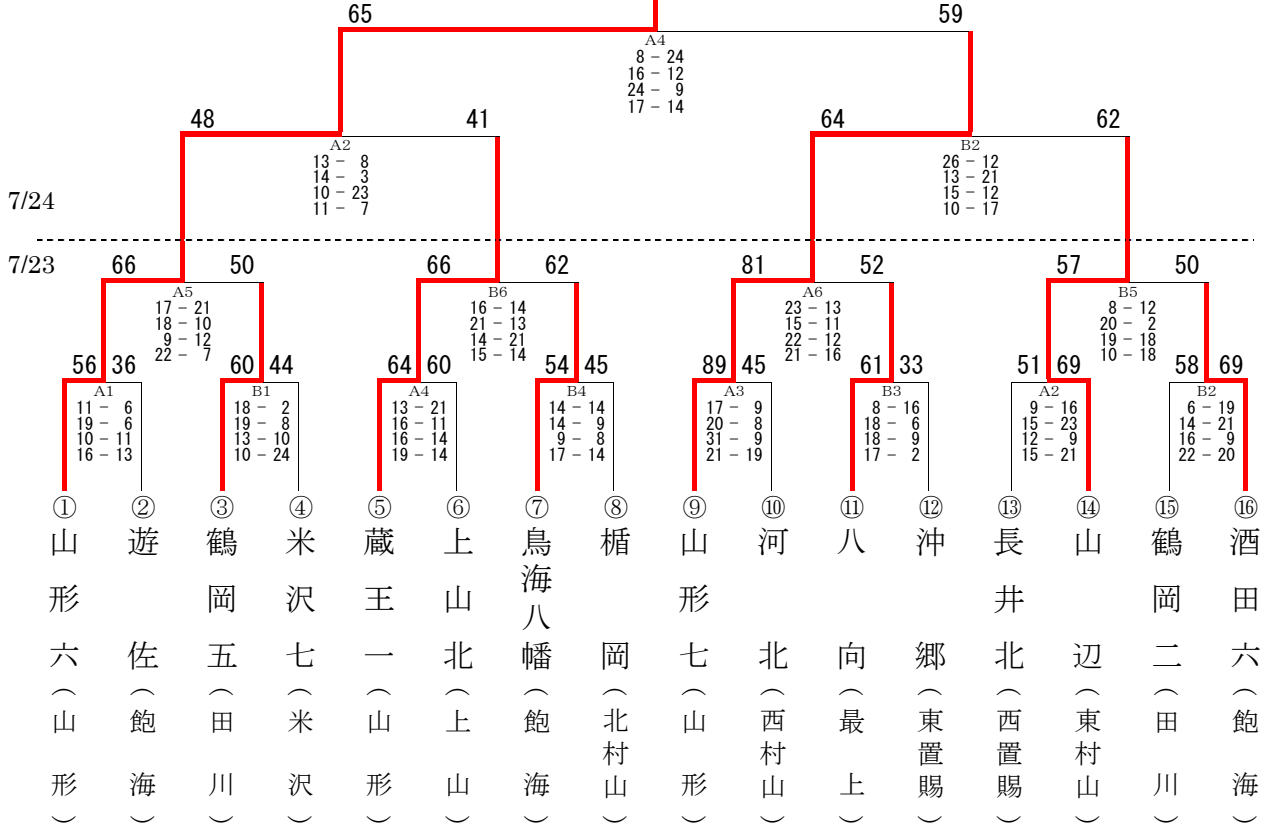 65 59
A4
8 - 24
16 - 12
24 - 9
17 - 14
48 41 64 62
A2 B2
13 - 8 26 - 12
14 - 3 13 - 21
10 - 23 15 - 12
11 - 7 10 - 17
7/24
7/23
66 50 66 62 81 52 57 50
A5 B6 A6 B5
17 - 21 16 - 14 23 - 13 8 - 12
18 - 10 21 - 13 15 - 11 20 - 2
9 - 12 14 - 21 22 - 12 19 - 18
22 - 7 15 - 14 21 - 16 10 - 18
56 36 60 44 64 60 54 45 89 45 61 33 51 69 58 69
A1 B1 A4 B4 A3 B3 A2 B2
11 - 6 18 - 2 13 - 21 14 - 14 17 - 9 8 - 16 9 - 16 6 - 19
19 - 6 19 - 8 16 - 11 14 - 9 20 - 8 18 - 6 15 - 23 14 - 21
10 - 11 13 - 10 16 - 14 9 - 8 31 - 9 18 - 9 12 - 9 16 - 9
16 - 13 10 - 24 19 - 14 17 - 14 21 - 19 17 - 2 15 - 21 22 - 20
① ② ③ ④ ⑤ ⑥ ⑦ ⑧ ⑨ ⑩ ⑪ ⑫ ⑬ ⑭ ⑮ ⑯
山形六（山形）
遊佐（飽海）
鶴岡五（田川）
米沢七（米沢）
蔵王一（山形）
上山北（上山）
鳥海八幡（飽海）
楯岡（北村山）
山形七（山形）
河北（西村山）
八向（最上）
沖郷（東置賜）
長井北（西置賜）
山辺（東村山）
鶴岡二（田川）
酒田六（飽海）